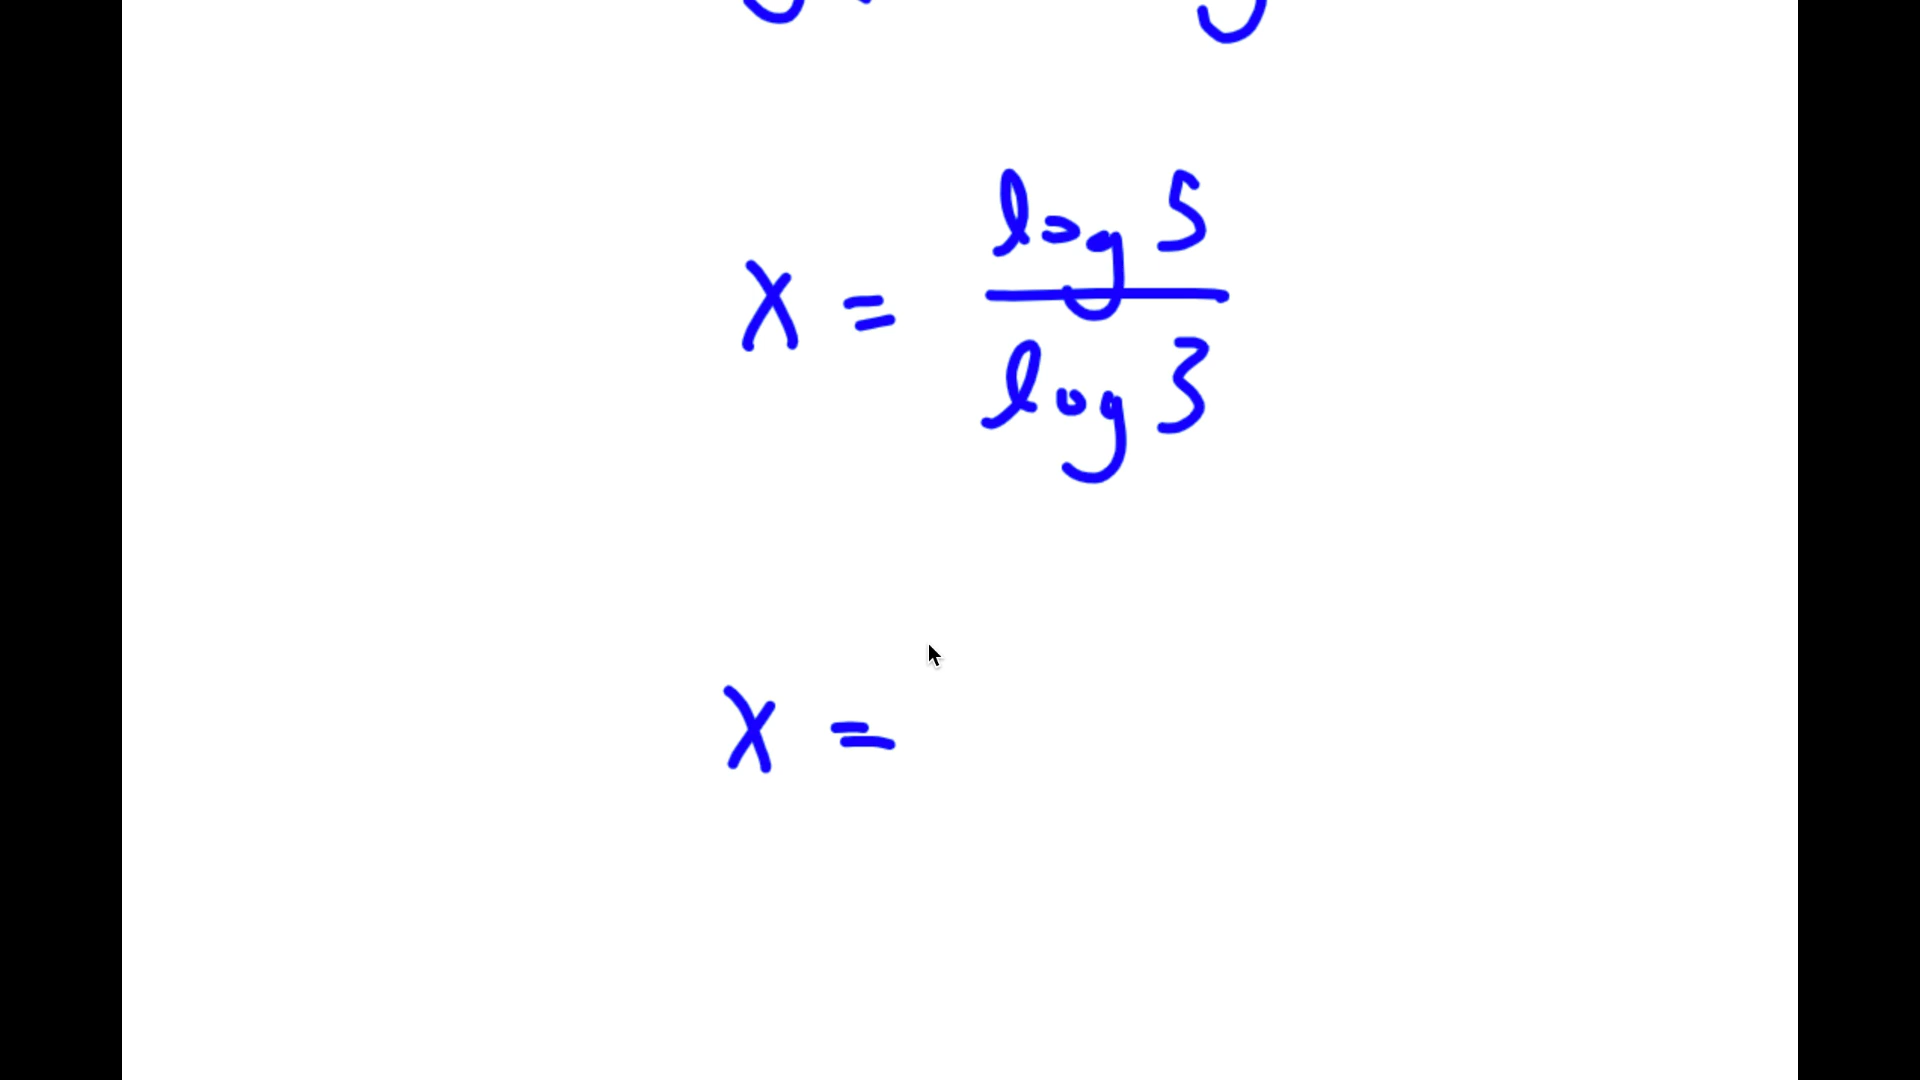 x = log 5 / log 3
x =